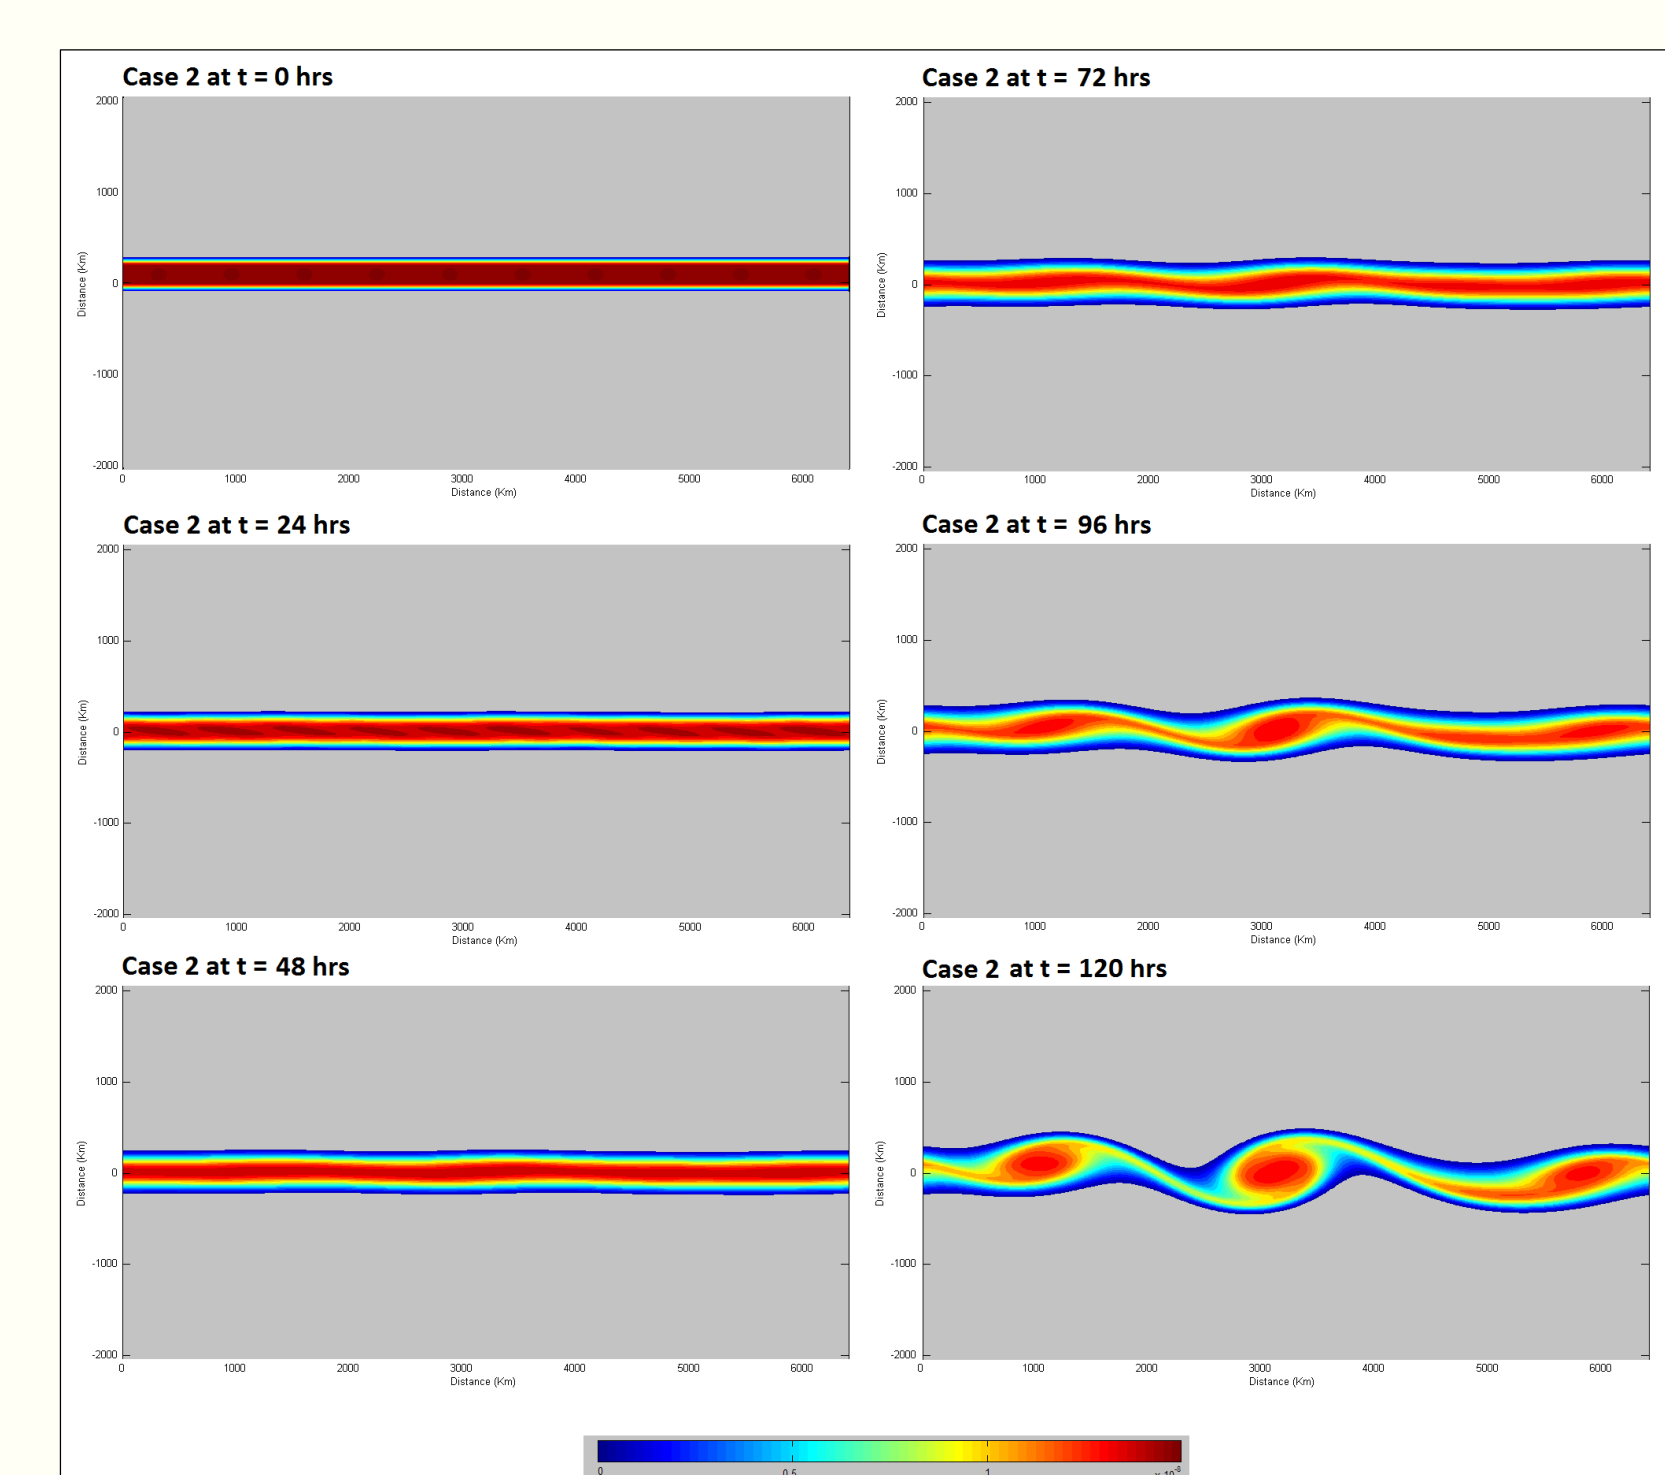 Case 2 at t = 0 hrs
2000
1000
0
-1000
-2000
Distance (Km)
0 1000 2000 3000 4000 5000 6000
Distance (Km)
Case 2 at t = 24 hrs
2000
1000
0
-1000
-2000
Distance (Km)
0 1000 2000 3000 4000 5000 6000
Distance (Km)
Case 2 at t = 48 hrs
2000
1000
0
-1000
-2000
Distance (Km)
0 1000 2000 3000 4000 5000 6000
Distance (Km)
Case 2 at t = 72 hrs
2000
1000
0
-1000
-2000
Distance (Km)
0 1000 2000 3000 4000 5000 6000
Distance (Km)
Case 2 at t = 96 hrs
2000
1000
0
-1000
-2000
Distance (Km)
0 1000 2000 3000 4000 5000 6000
Distance (Km)
Case 2 at t = 120 hrs
2000
1000
0
-1000
-2000
Distance (Km)
0 1000 2000 3000 4000 5000 6000
Distance (Km)
0 0.5 1 x 10⁻⁸